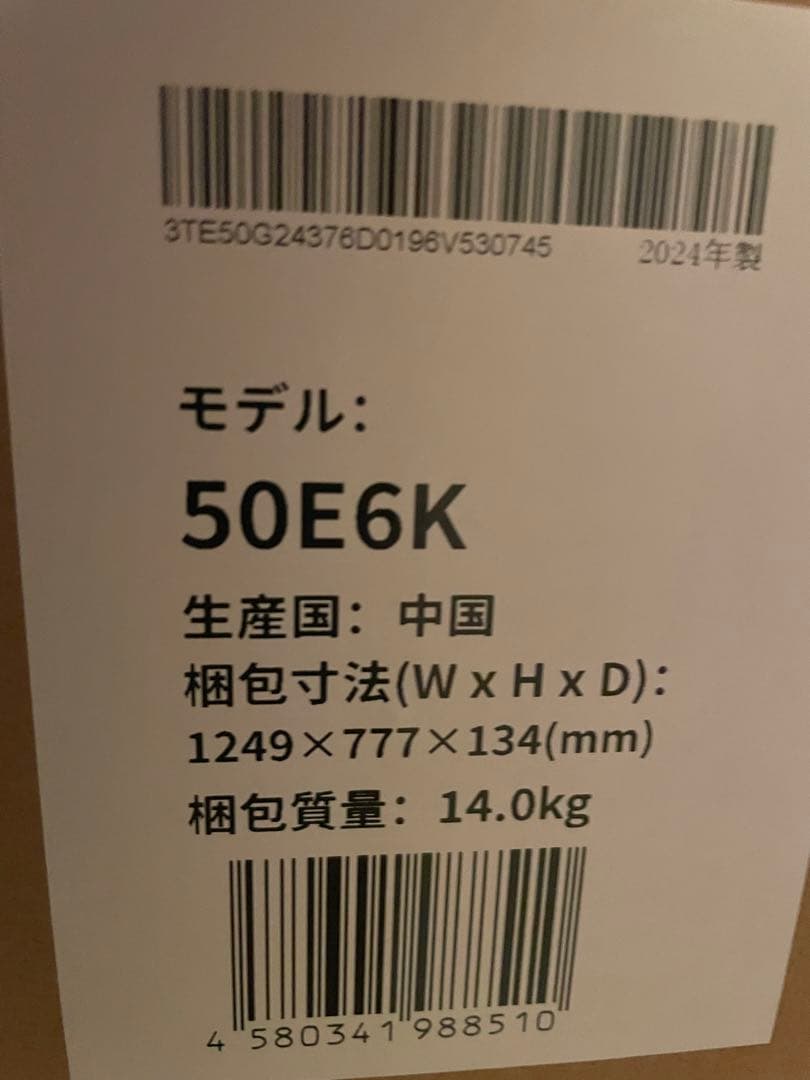 3TE50G24376D0196V530745 2024年製
モデル:
50E6K
生産国: 中国
梱包寸法(W x H x D):
1249×777×134(mm)
梱包質量: 14.0kg
4 580341 988510